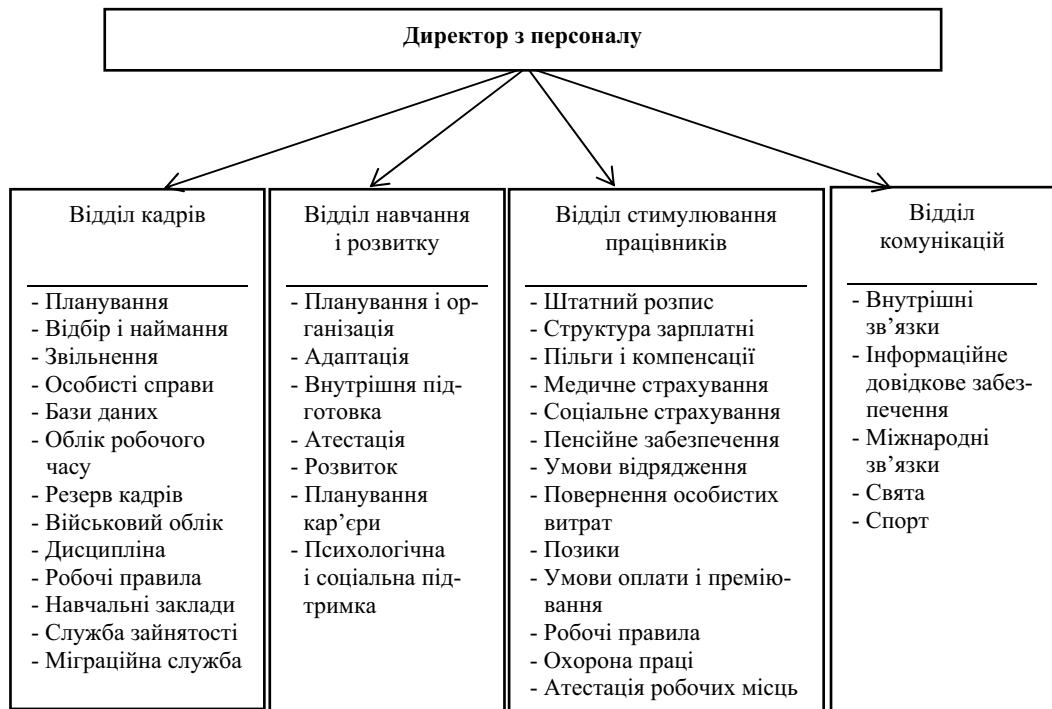 Директор з персоналу
Відділ кадрів
- Планування
- Відбір і наймання
- Звільнення
- Особисті справи
- Бази даних
- Облік робочого
часу
- Резерв кадрів
- Військовий облік
- Дисципліна
- Робочі правила
- Навчальні заклади
- Служба зайнятості
- Міграційна служба
Відділ навчання
і розвитку
- Планування і ор-
ганізація
- Адаптація
- Внутрішня під-
готовка
- Атестація
- Розвиток
- Планування
кар’єри
- Психологічна
і соціальна під-
тримка
Відділ стимулювання
працівників
- Штатний розпис
- Структура зарплатні
- Пільги і компенсації
- Медичне страхування
- Соціальне страхування
- Пенсійне забезпечення
- Умови відрядження
- Повернення особистих
витрат
- Позики
- Умови оплати і премію-
вання
- Робочі правила
- Охорона праці
- Атестація робочих місць
Відділ
комунікацій
- Внутрішні
зв’язки
- Інформаційне
довідкове забез-
печення
- Міжнародні
зв’язки
- Свята
- Спорт